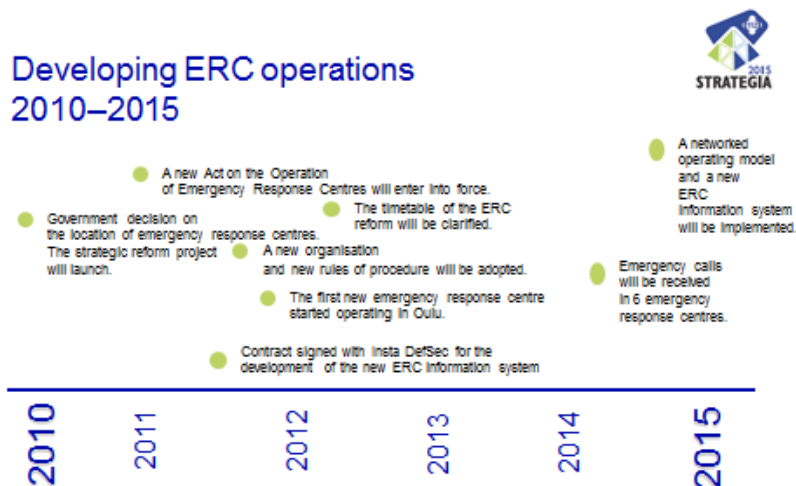 Developing ERC operations
2010–2015
2015
STRATEGIA
A new Act on the Operation
of Emergency Response Centres will enter into force.
Government decision on
the location of emergency response centres.
The strategic reform project
will launch.
The timetable of the ERC
reform will be clarified.
A new organisation
and new rules of procedure will be adopted.
The first new emergency response centre
started operating in Oulu.
Contract signed with Insta DefSec for the
development of the new ERC information system
A networked
operating model
and a new
ERC
information system
will be implemented.
Emergency calls
will be received
in 6 emergency
response centres.
2010
2011
2012
2013
2014
2015